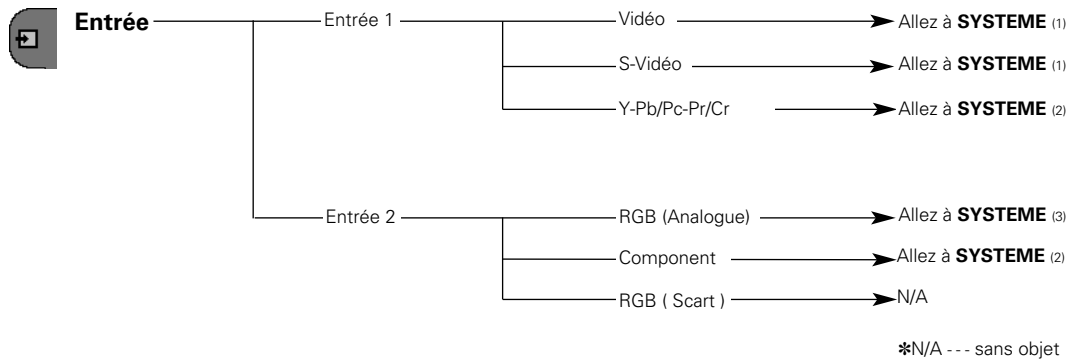 Entrée
Entrée 1
Vidéo
Allez à SYSTEME (1)
S-Vidéo
Allez à SYSTEME (1)
Y-Pb/Pc-Pr/Cr
Allez à SYSTEME (2)
Entrée 2
RGB (Analogue)
Allez à SYSTEME (3)
Component
Allez à SYSTEME (2)
RGB ( Scart )
N/A
✽N/A - - - sans objet